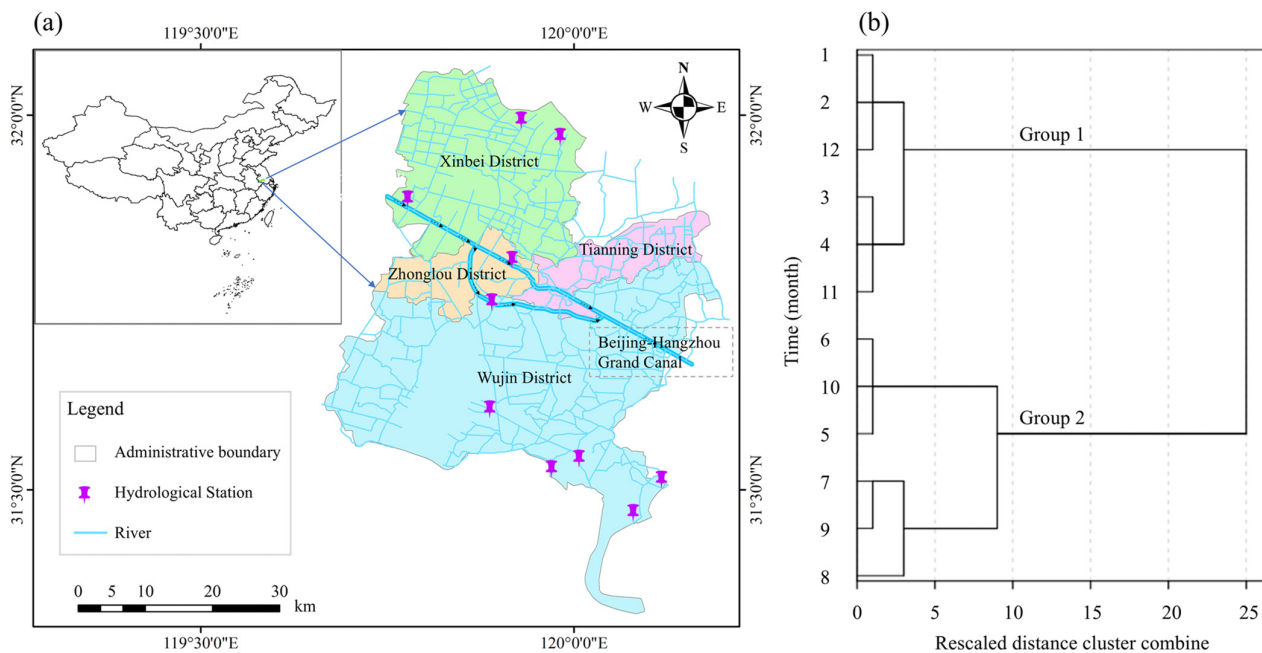 (a)
119°30'0"E
120°0'0"E
32°0'0"N
32°0'0"N
N
W
E
S
Xinbei District
Tianning District
Zhonglou District
Beijing-Hangzhou
Grand Canal
Wujin District
Legend
Administrative boundary
Hydrological Station
River
31°30'0"N
31°30'0"N
0 5 10 20 30
km
119°30'0"E
120°0'0"E
(b)
Time (month)
1
2
12
3
4
11
6
10
5
7
9
8
Group 1
Group 2
0 5 10 15 20 25
Rescaled distance cluster combine